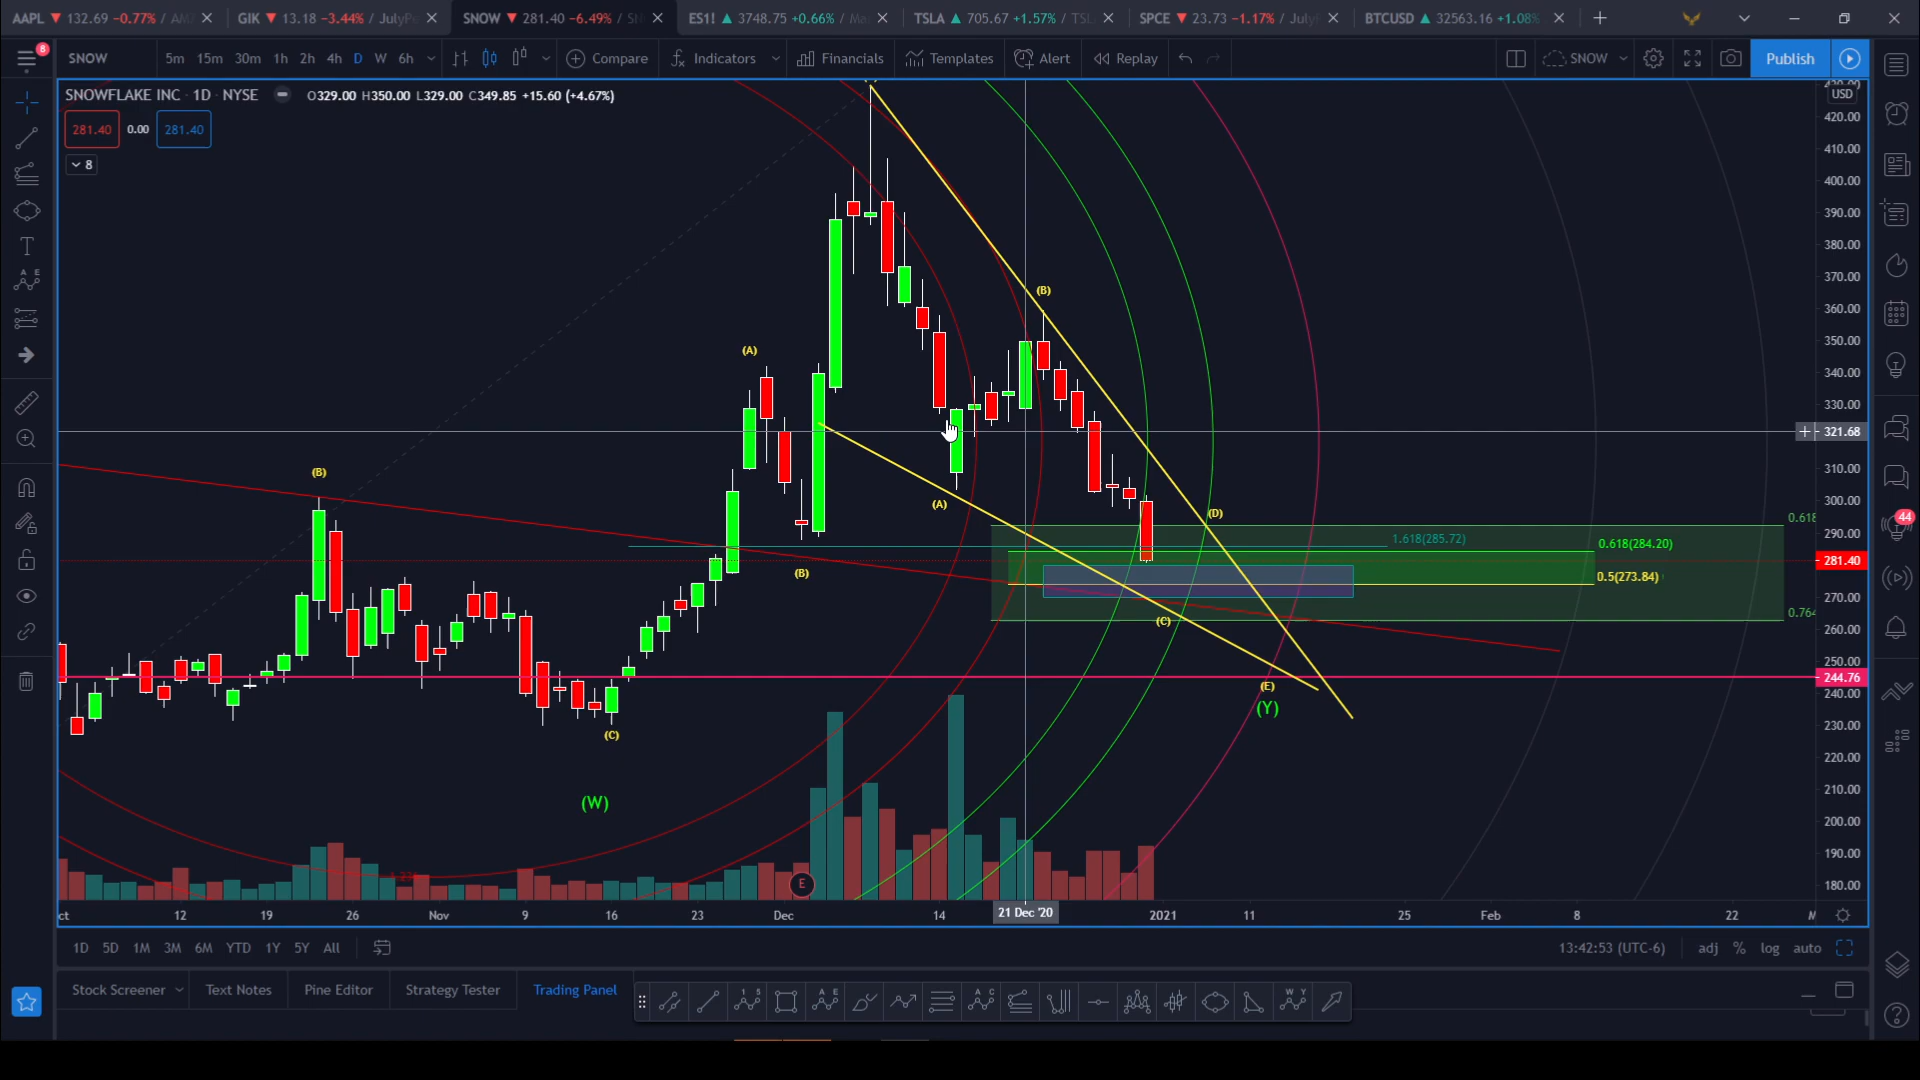 AAPL ▼ 132.69 −0.77% / AM
GIK ▼ 13.18 −3.44% / JulyPa
SNOW ▼ 281.40 −6.49% / SN
ES1! ▲ 3748.75 +0.66% / Ma
TSLA ▲ 705.67 +1.57% / TSL
SPCE ▼ 23.73 −1.17% / JulyP
BTCUSD ▲ 32563.16 +1.08%
8
SNOW
5m 15m 30m 1h 2h 4h D W 6h
Compare
Indicators
Financials
Templates
Alert
Replay
SNOW
Publish
SNOWFLAKE INC · 1D · NYSE
O329.00 H350.00 L329.00 C349.85 +15.60 (+4.67%)
281.40 0.00 281.40
8
USD
420.00
410.00
400.00
390.00
380.00
370.00
360.00
350.00
340.00
330.00
321.68
310.00
300.00
290.00
281.40
270.00
260.00
250.00
244.76
240.00
230.00
220.00
210.00
200.00
190.00
180.00
(B)
(A)
(B)
(A)
(B)
(D)
0.618
1.618(285.72)
0.618(284.20)
0.5(273.84)
0.764
(C)
(E)
(Y)
(C)
(W)
E
44
ct 12 19 26 Nov 9 16 23 Dec 14 21 Dec '20 2021 11 25 Feb 8 22 M
1D 5D 1M 3M 6M YTD 1Y 5Y All
13:42:53 (UTC-6) adj % log auto
Stock Screener Text Notes Pine Editor Strategy Tester Trading Panel